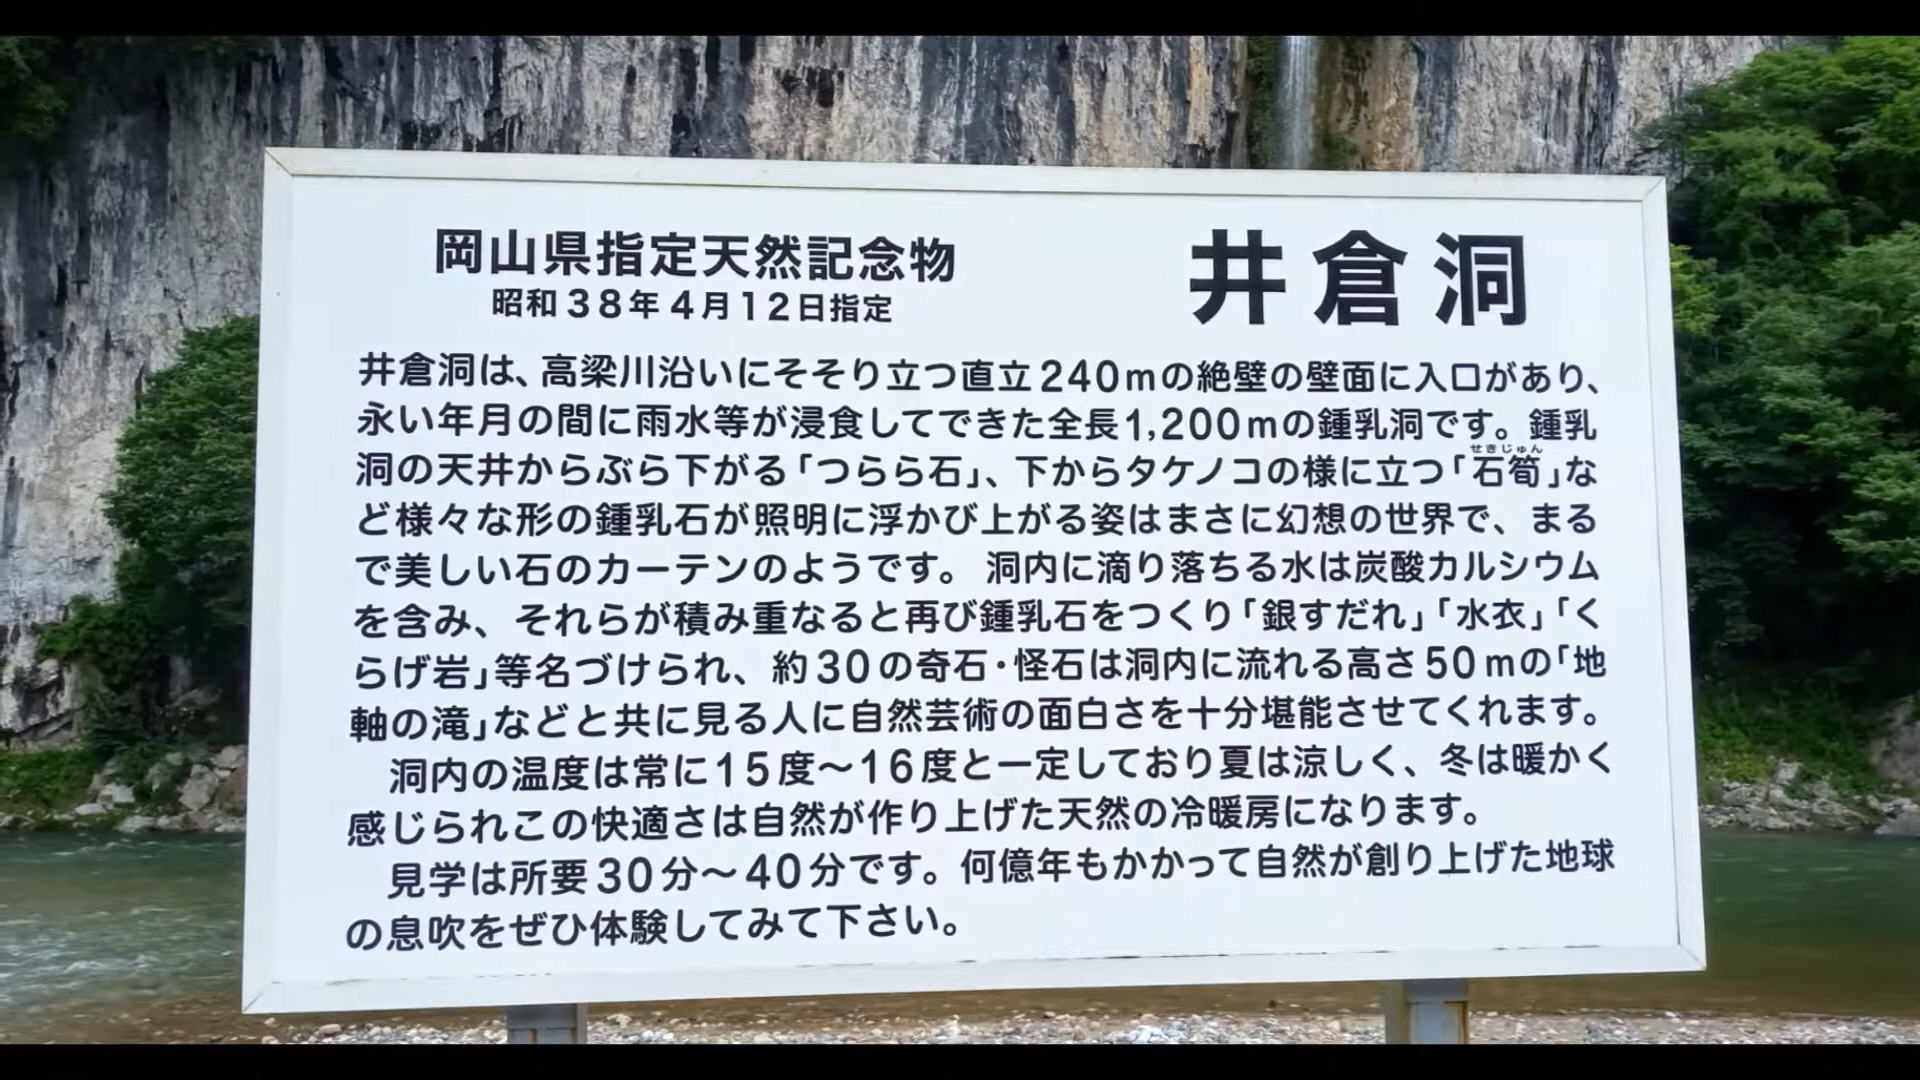 岡山県指定天然記念物 井倉洞
昭和38年4月12日指定
井倉洞は、高梁川沿いにそそり立つ直立240mの絶壁の壁面に入口があり、
永い年月の間に雨水等が浸食してできた全長1,200mの鍾乳洞です。鍾乳
せきじゅん
洞の天井からぶら下がる「つらら石」、下からタケノコの様に立つ「石筍」な
ど様々な形の鍾乳石が照明に浮かび上がる姿はまさに幻想の世界で、まる
で美しい石のカーテンのようです。 洞内に滴り落ちる水は炭酸カルシウム
を含み、それらが積み重なると再び鍾乳石をつくり「銀すだれ」「水衣」「く
らげ岩」等名づけられ、約30の奇石・怪石は洞内に流れる高さ50mの「地
軸の滝」などと共に見る人に自然芸術の面白さを十分堪能させてくれます。
洞内の温度は常に15度〜16度と一定しており夏は涼しく、冬は暖かく
感じられこの快適さは自然が作り上げた天然の冷暖房になります。
見学は所要30分〜40分です。何億年もかかって自然が創り上げた地球
の息吹をぜひ体験してみて下さい。